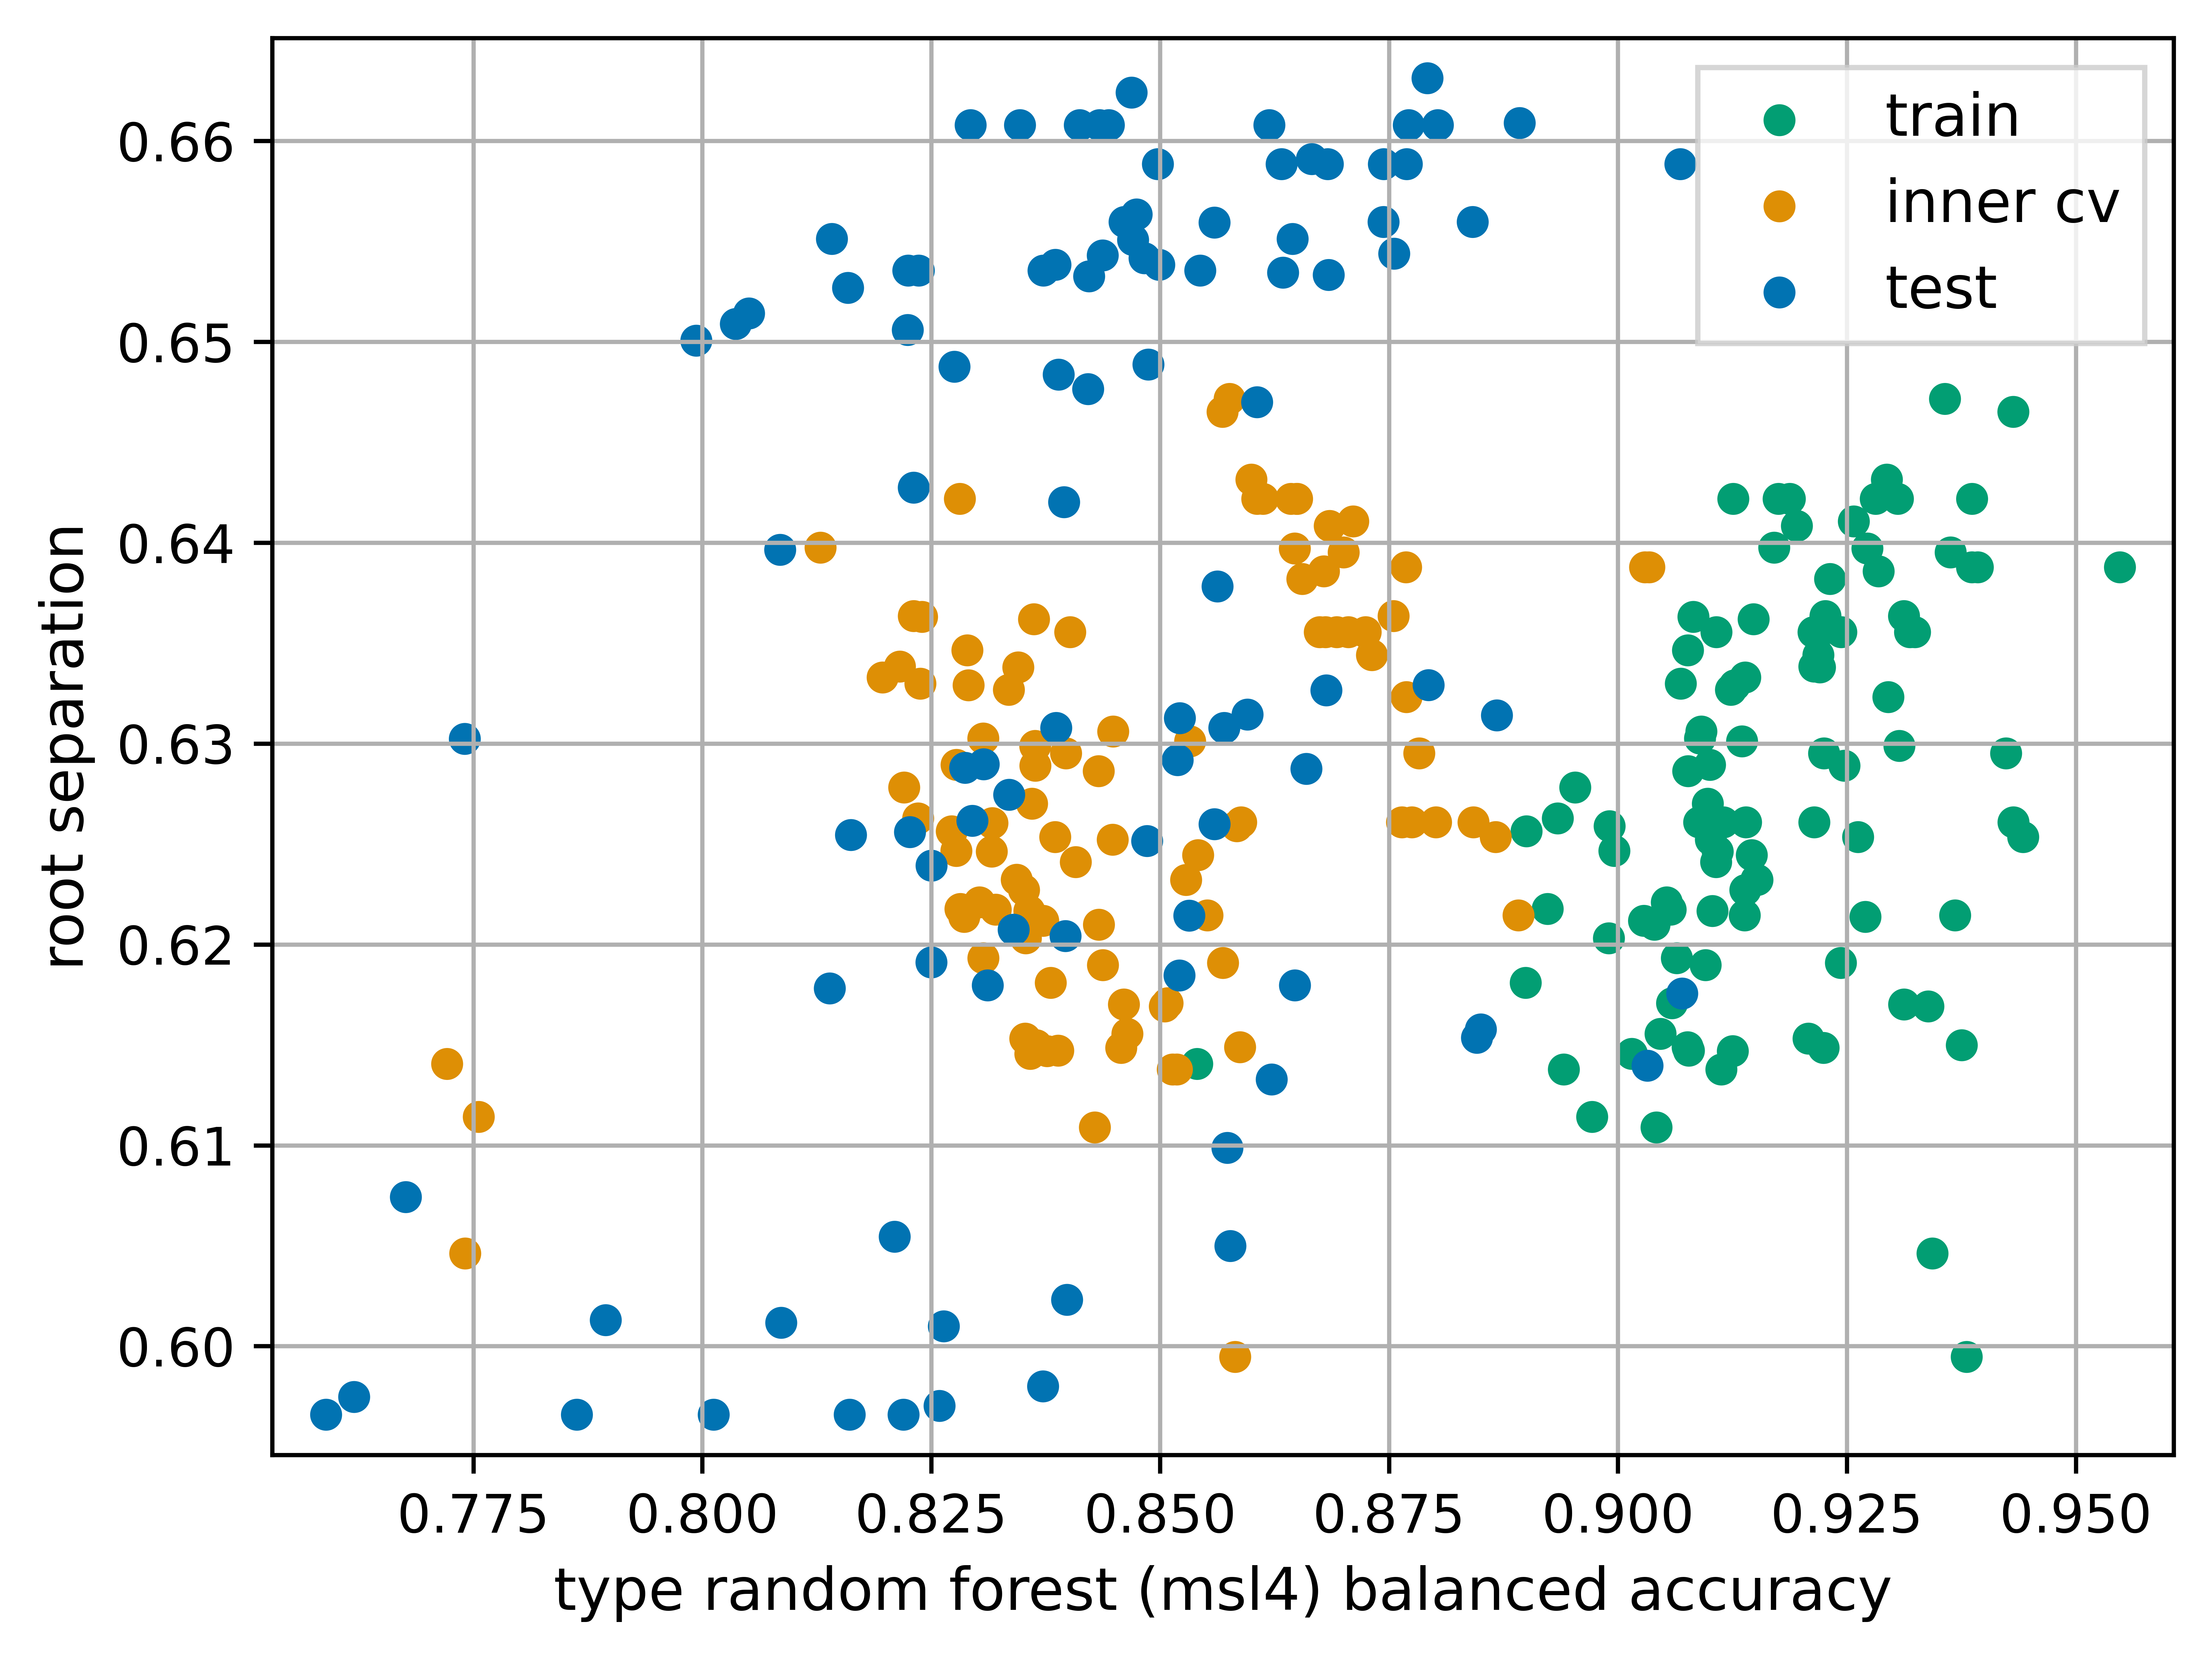 train
inner cv
test
root separation
0.66
0.65
0.64
0.63
0.62
0.61
0.60
0.775 0.800 0.825 0.850 0.875 0.900 0.925 0.950
type random forest (msl4) balanced accuracy